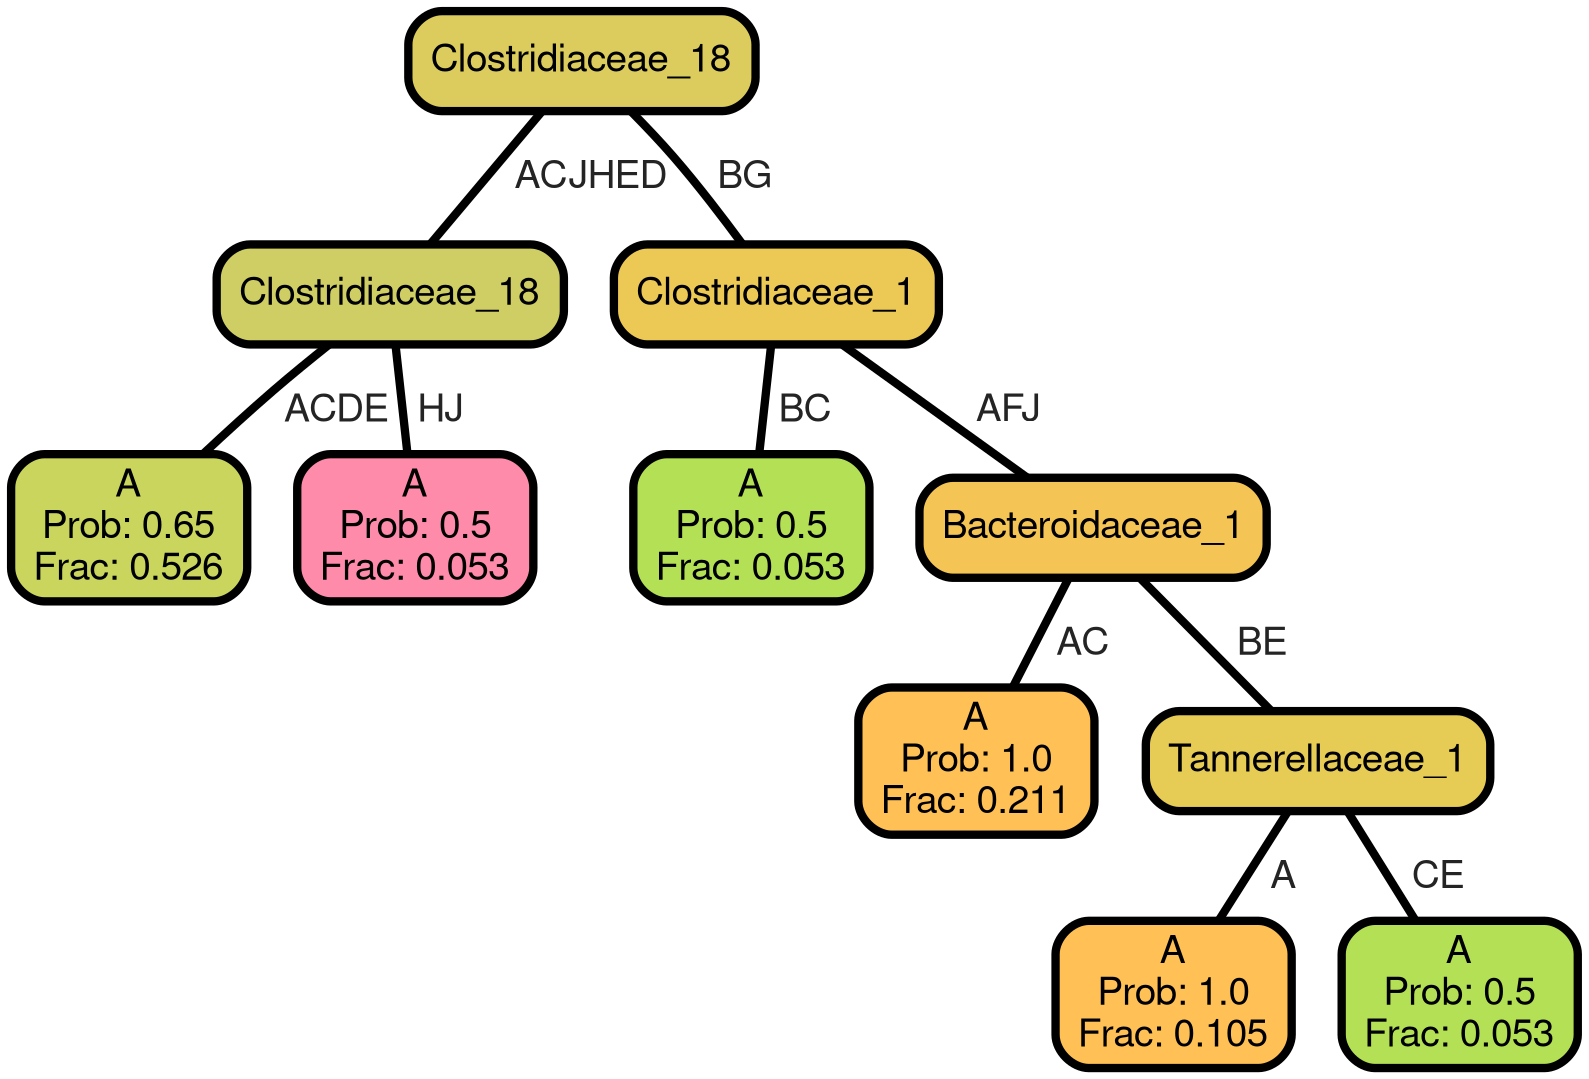 Clostridiaceae_18
ACJHED
BG
Clostridiaceae_18
Clostridiaceae_1
ACDE
HJ
BC
AFJ
A
Prob: 0.65
Frac: 0.526
A
Prob: 0.5
Frac: 0.053
A
Prob: 0.5
Frac: 0.053
Bacteroidaceae_1
AC
BE
A
Prob: 1.0
Frac: 0.211
Tannerellaceae_1
A
CE
A
Prob: 1.0
Frac: 0.105
A
Prob: 0.5
Frac: 0.053